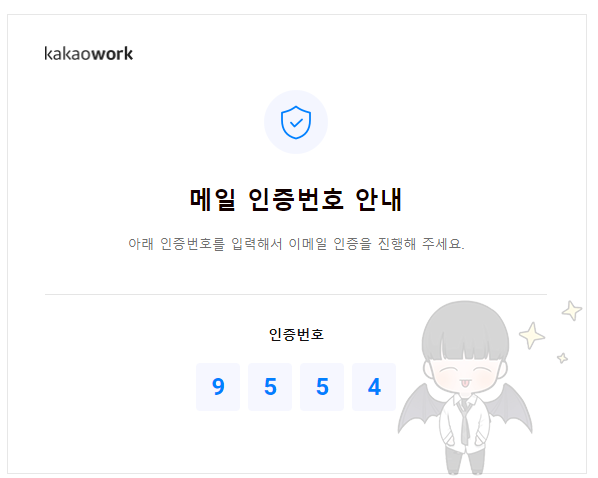 kakaowork
메일 인증번호 안내
아래 인증번호를 입력해서 이메일 인증을 진행해 주세요.
인증번호
9 5 5 4